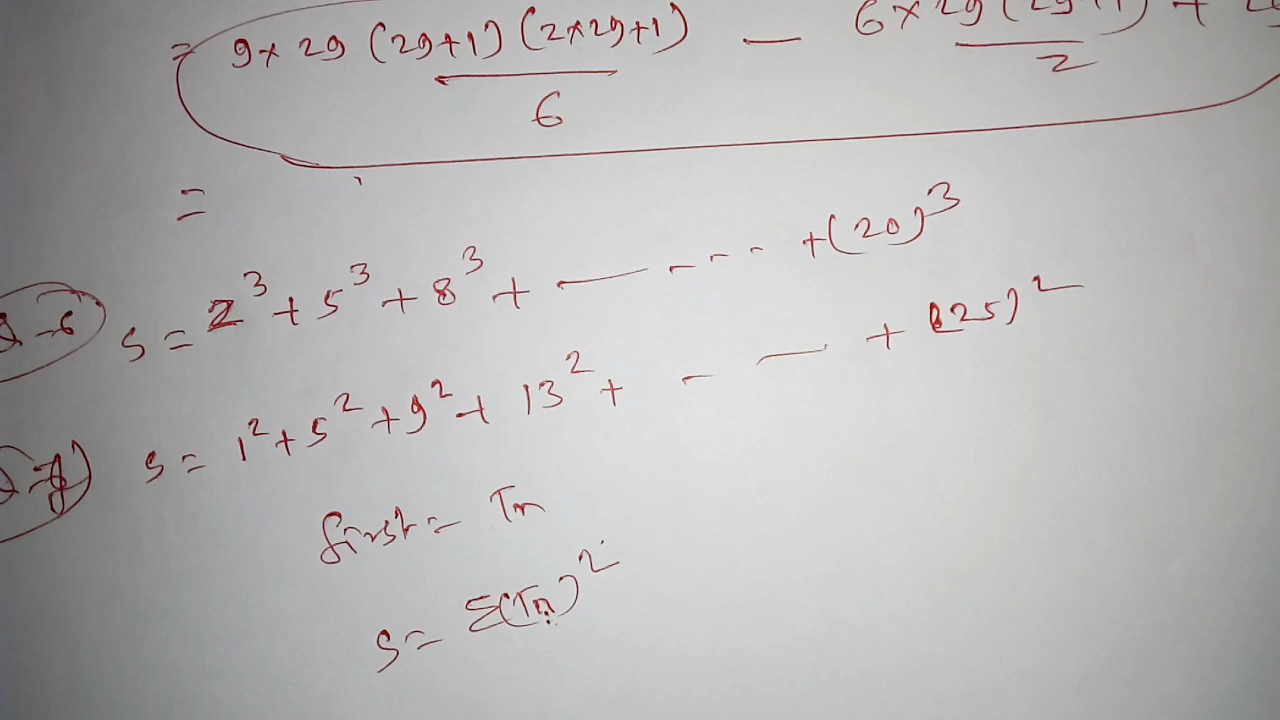 = 9 × 29 (29+1) (2×29+1) / 6 — 6 × 29 (29+1) / 2 +
=
S = 2³ + 5³ + 8³ + — - - - - + (20)³
S = 1² + 5² + 9² + 13² + - — + (25)²
first = Tn
S = Σ(Tn)²